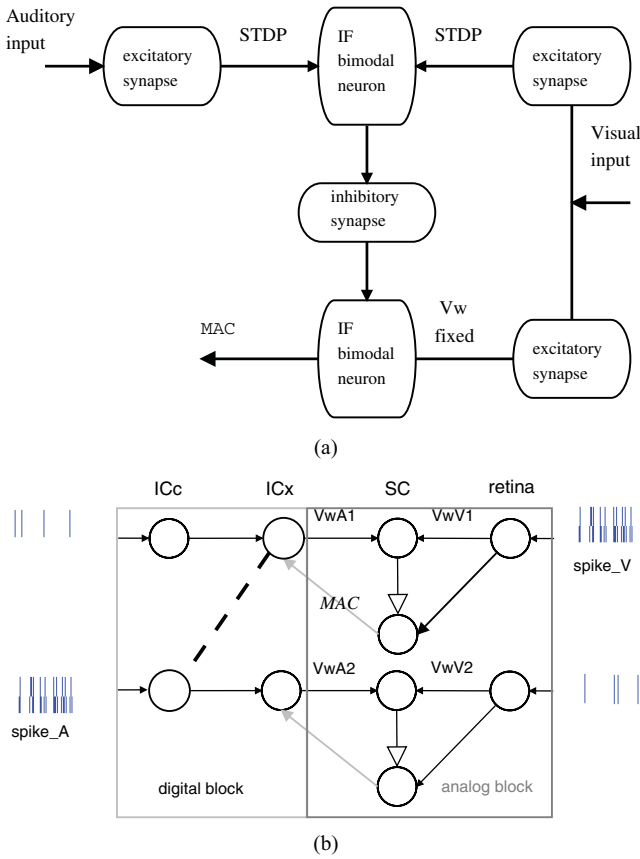 Auditory
input
STDP
STDP
excitatory
synapse
IF
bimodal
neuron
excitatory
synapse
Visual
input
inhibitory
synapse
MAC
IF
bimodal
neuron
Vw
fixed
excitatory
synapse
(a)
ICc
ICx
SC
retina
VwA1
VwV1
spike_V
MAC
VwA2
VwV2
spike_A
digital block
analog block
(b)